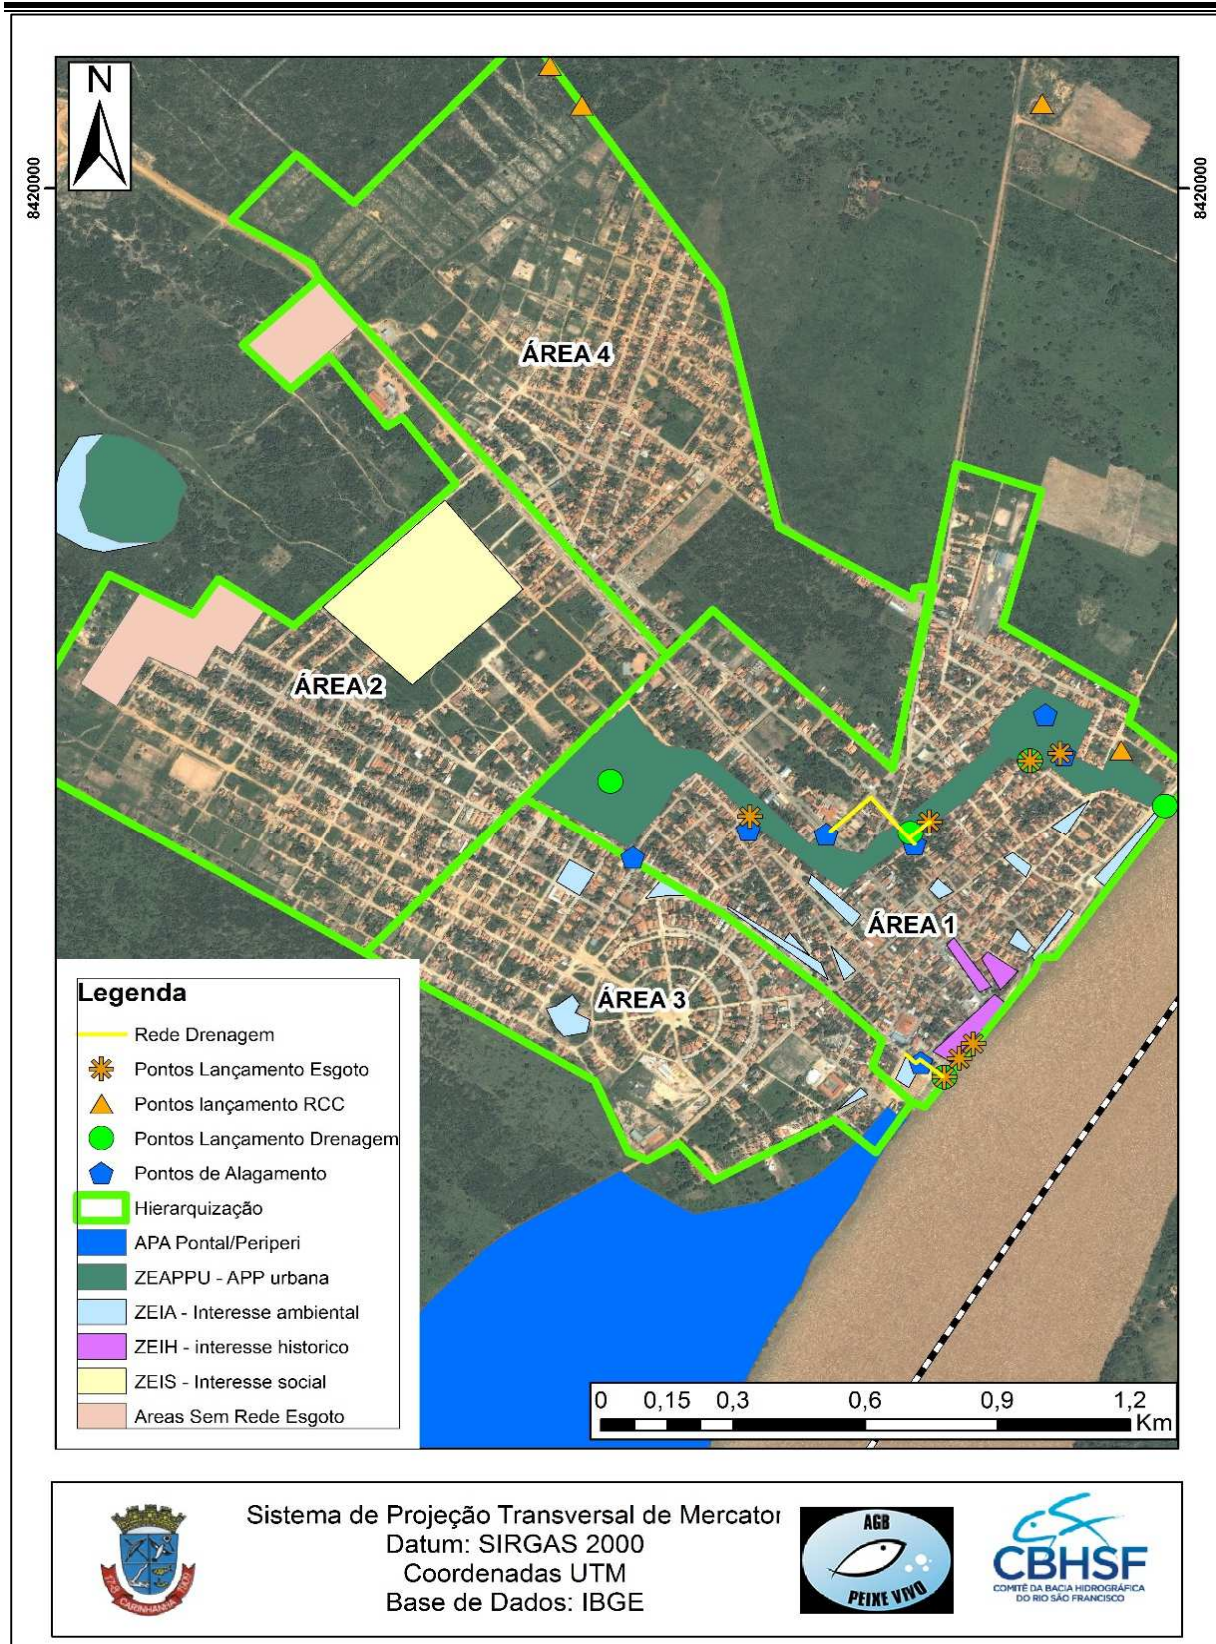 N
8420000
8420000
ÁREA 4
ÁREA 2
ÁREA 1
ÁREA 3
Legenda
Rede Drenagem
Pontos Lançamento Esgoto
Pontos lançamento RCC
Pontos Lançamento Drenagem
Pontos de Alagamento
Hierarquização
APA Pontal/Periperi
ZEAPPU - APP urbana
ZEIA - Interesse ambiental
ZEIH - interesse historico
ZEIS - Interesse social
Areas Sem Rede Esgoto
0 0,15 0,3 0,6 0,9 1,2
Km
Sistema de Projeção Transversal de Mercator
Datum: SIRGAS 2000
Coordenadas UTM
Base de Dados: IBGE
CARINHANHA
1909
AGB
PEIXE VIVO
CBHSF
COMITÊ DA BACIA HIDROGRÁFICA
DO RIO SÃO FRANCISCO